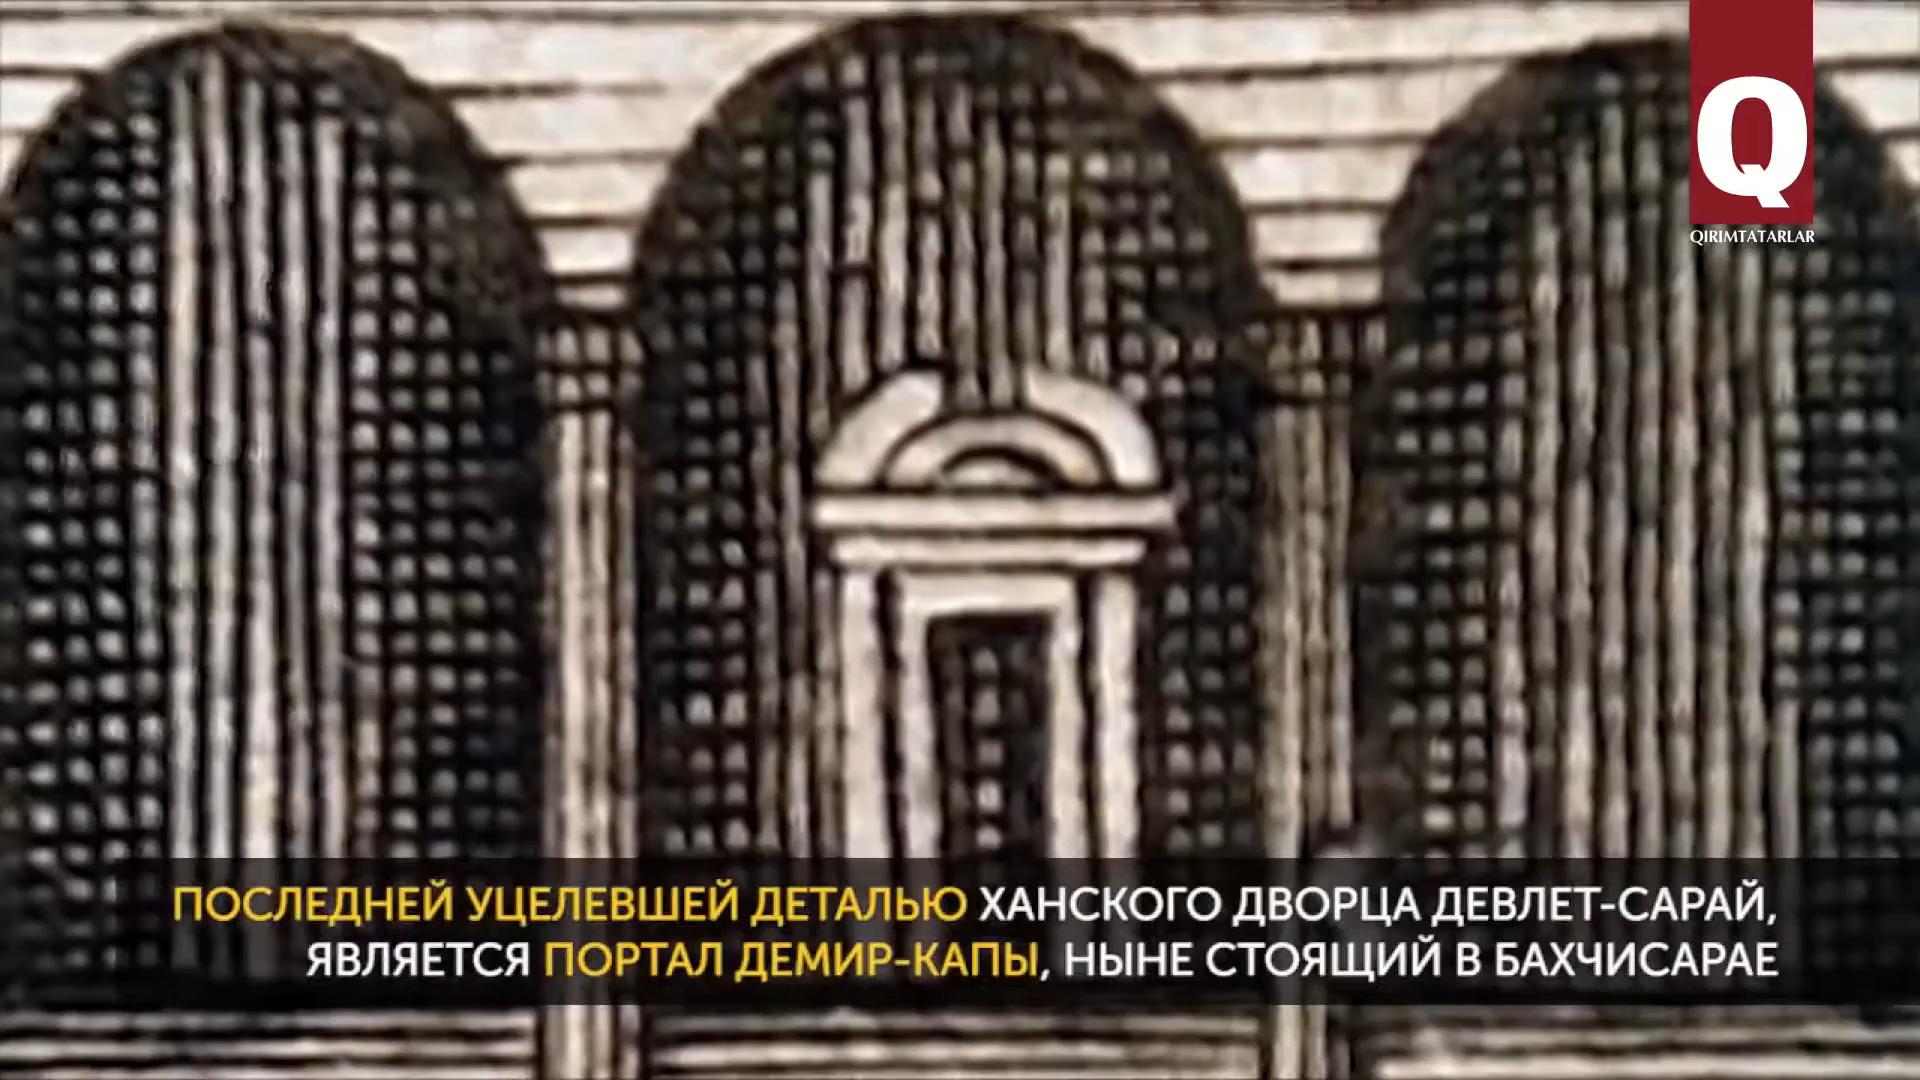 Q
QIRIMTATARLAR
ПОСЛЕДНЕЙ УЦЕЛЕВШЕЙ ДЕТАЛЬЮ ХАНСКОГО ДВОРЦА ДЕВЛЕТ-САРАЙ,
ЯВЛЯЕТСЯ ПОРТАЛ ДЕМИР-КАПЫ, НЫНЕ СТОЯЩИЙ В БАХЧИСАРАЕ